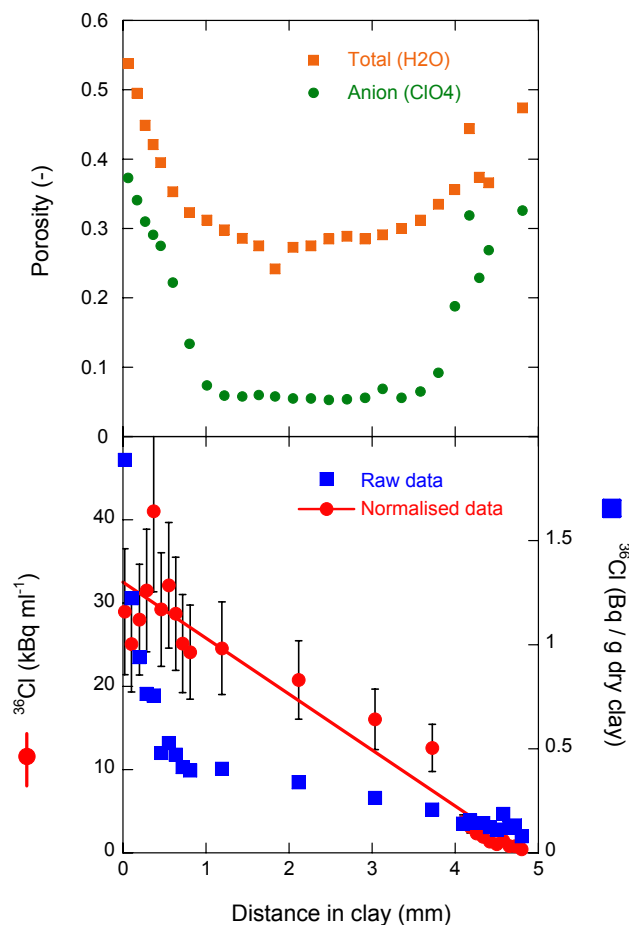 0.6
0.5
0.4
0.3
0.2
0.1
0
Porosity (-)
Total (H2O)
Anion (ClO4)
40
30
20
10
0
³⁶Cl (kBq ml⁻¹)
Raw data
Normalised data
1.5
1
0.5
0
³⁶Cl (Bq / g dry clay)
0 1 2 3 4 5
Distance in clay (mm)